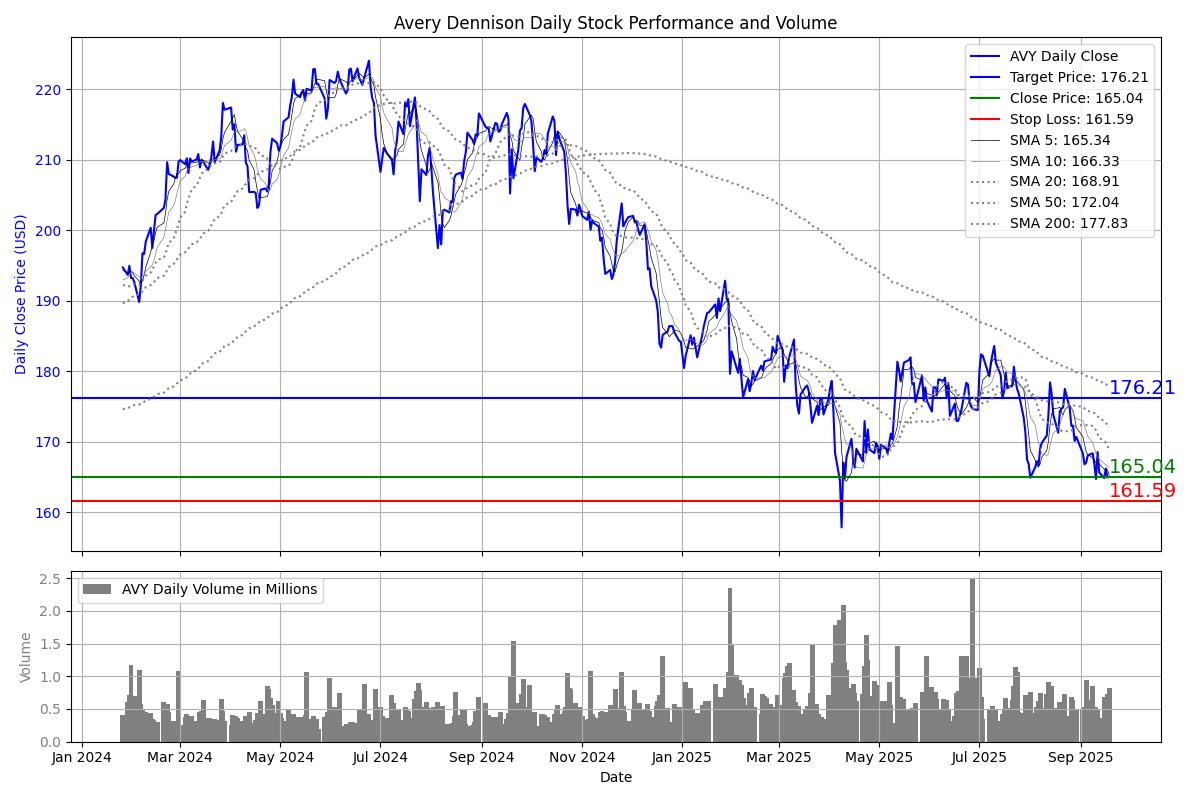 Avery Dennison Daily Stock Performance and Volume
AVY Daily Close
Target Price: 176.21
Close Price: 165.04
Stop Loss: 161.59
SMA 5: 165.34
SMA 10: 166.33
SMA 20: 168.91
SMA 50: 172.04
SMA 200: 177.83
Daily Close Price (USD)
220
210
200
190
180
170
160
176.21
165.04
161.59
AVY Daily Volume in Millions
Volume
2.5
2.0
1.5
1.0
0.5
0.0
Jan 2024 Mar 2024 May 2024 Jul 2024 Sep 2024 Nov 2024 Jan 2025 Mar 2025 May 2025 Jul 2025 Sep 2025
Date